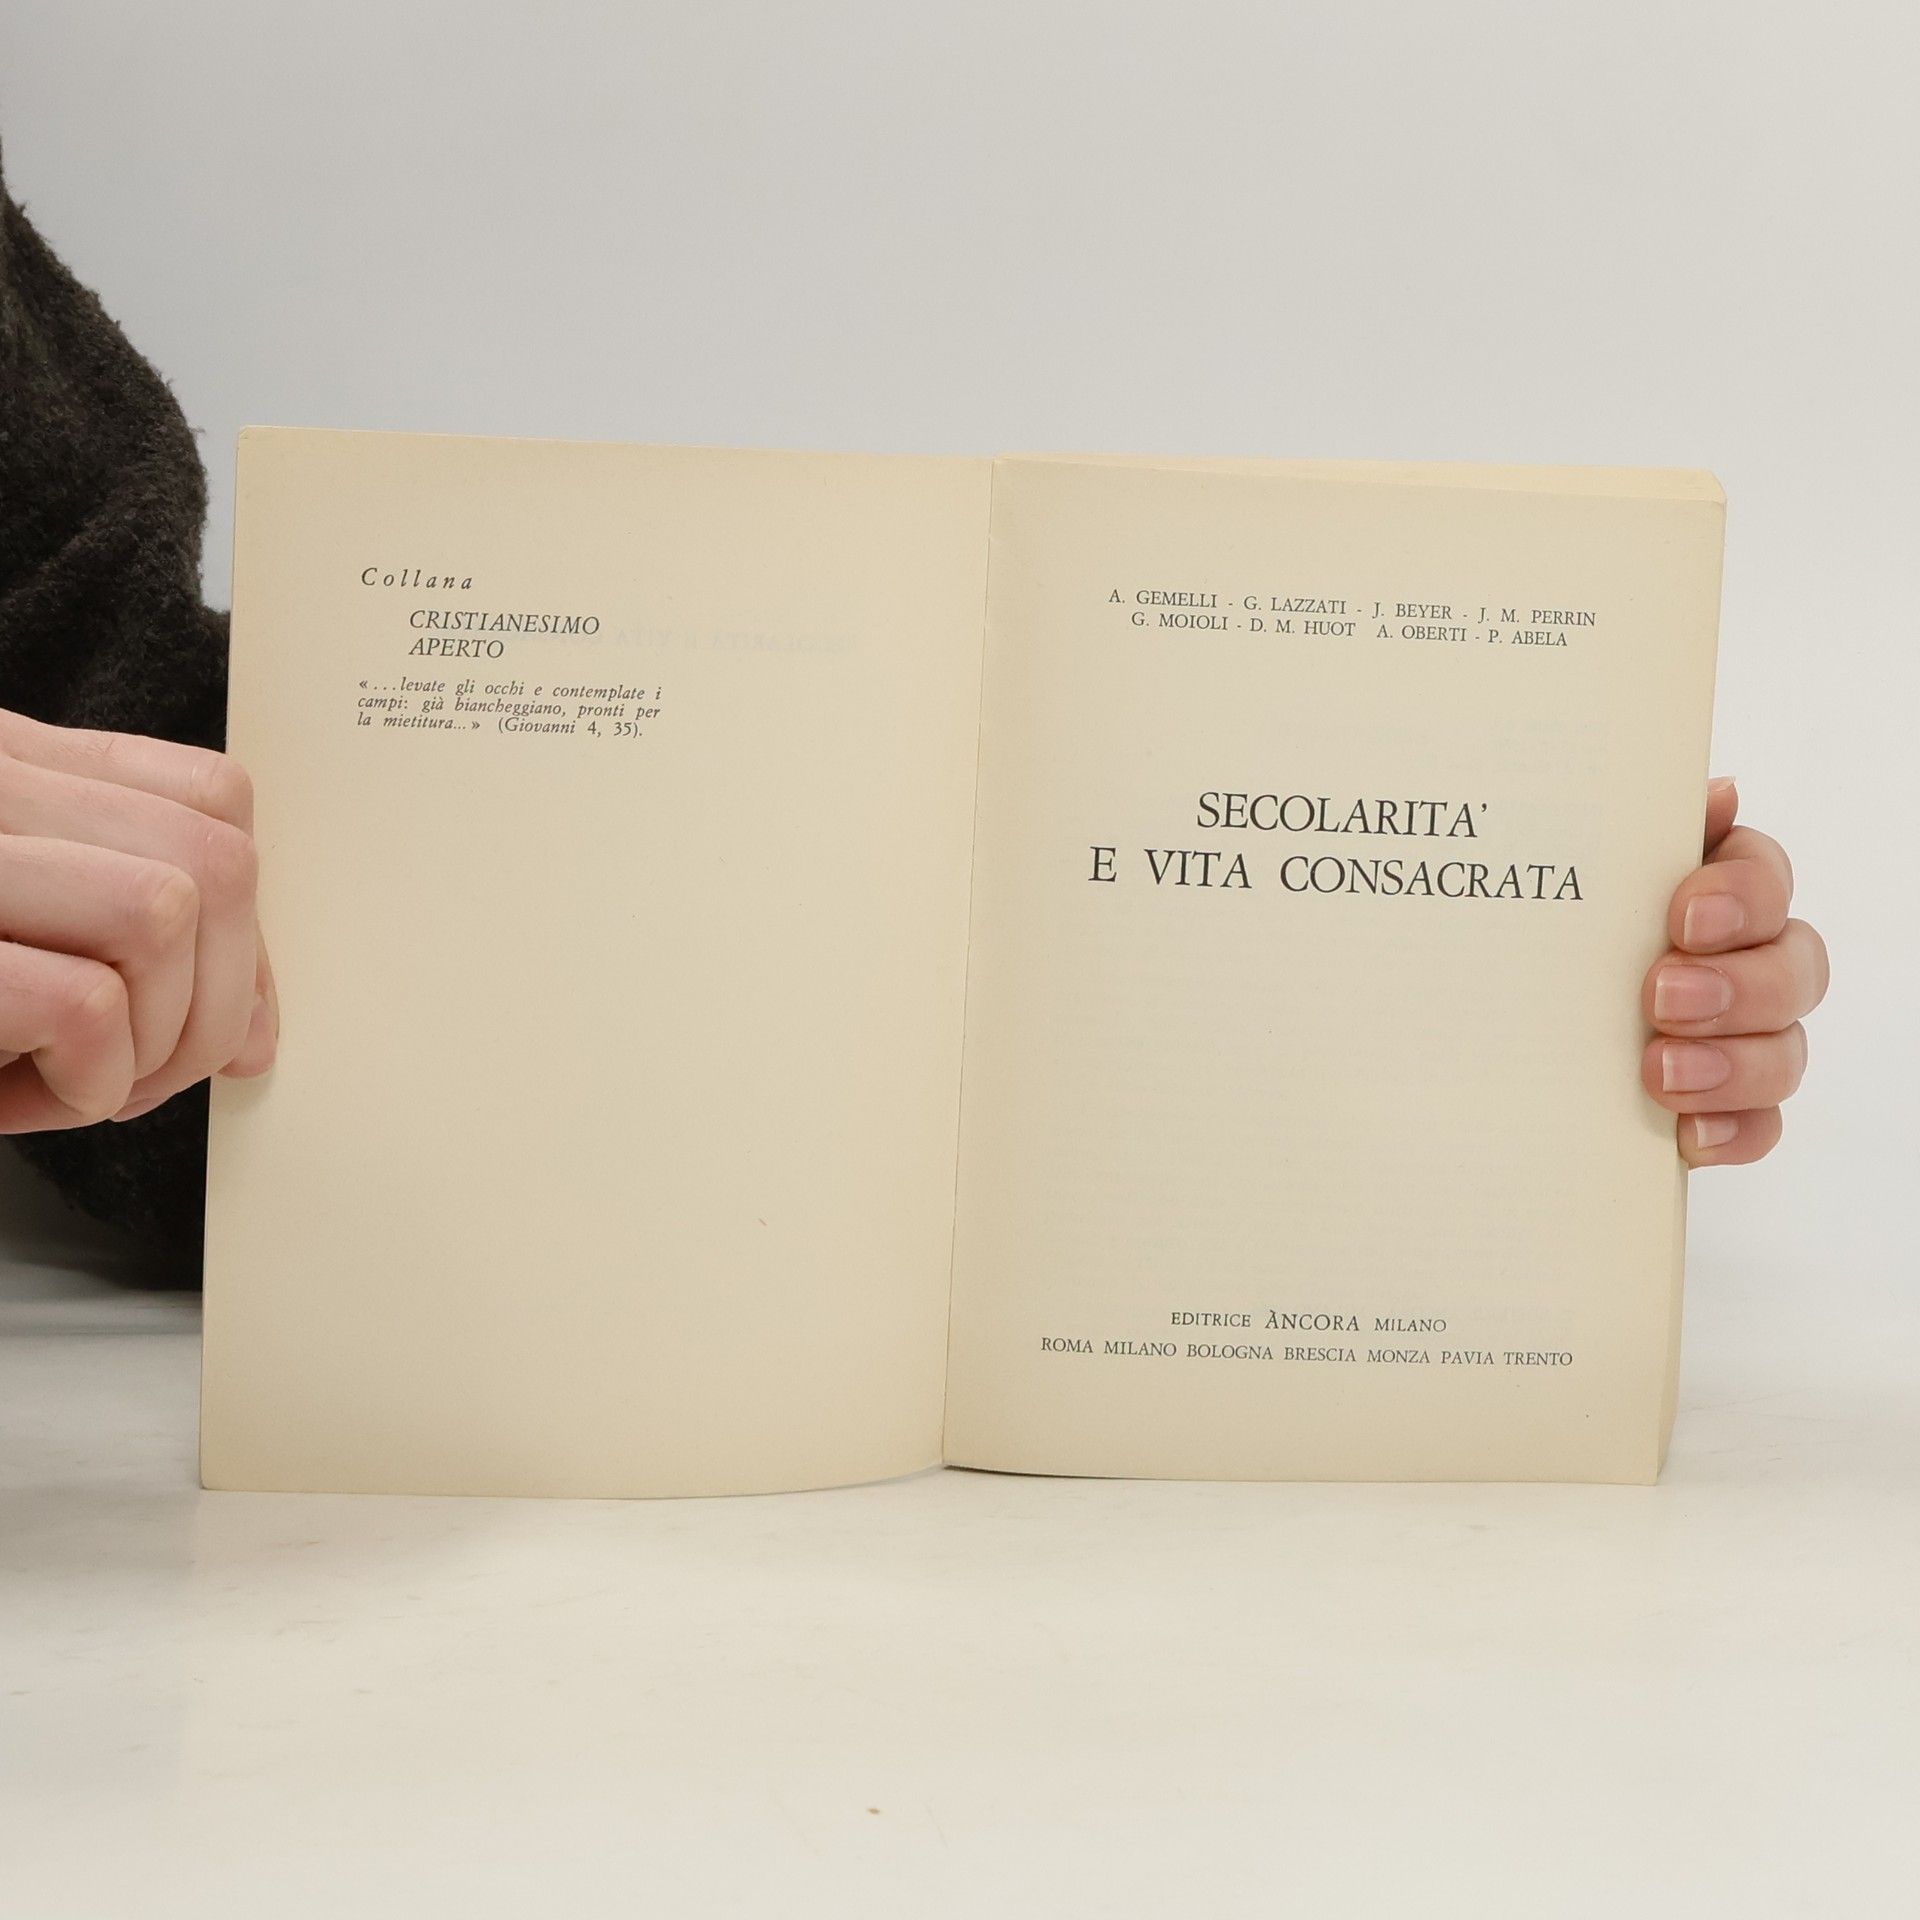 Collana
CRISTIANESIMO
APERTO
« ...levate gli occhi e contemplate i
campi: già biancheggiano, pronti per
la mietitura... » (Giovanni 4, 35).
A. GEMELLI - G. LAZZATI - J. BEYER - J. M. PERRIN
G. MOIOLI - D. M. HUOT A. OBERTI - P. ABELA
SECOLARITA'
E VITA CONSACRATA
EDITRICE ÀNCORA MILANO
ROMA MILANO BOLOGNA BRESCIA MONZA PAVIA TRENTO